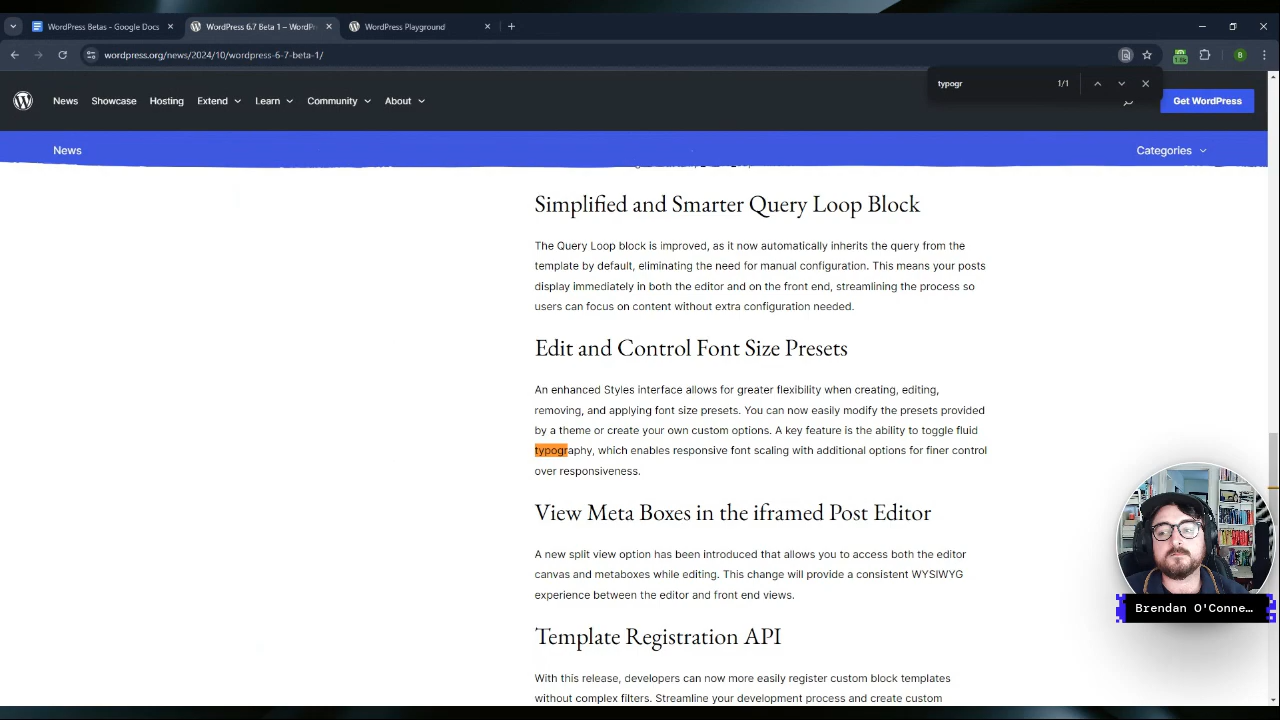 WordPress Betas - Google Docs
WordPress 6.7 Beta 1 – WordPr
WordPress Playground
wordpress.org/news/2024/10/wordpress-6-7-beta-1/
B
typogr
1/1
News
Showcase
Hosting
Extend
Learn
Community
About
Get WordPress
News
Categories
Simplified and Smarter Query Loop Block
The Query Loop block is improved, as it now automatically inherits the query from the
template by default, eliminating the need for manual configuration. This means your posts
display immediately in both the editor and on the front end, streamlining the process so
users can focus on content without extra configuration needed.
Edit and Control Font Size Presets
An enhanced Styles interface allows for greater flexibility when creating, editing,
removing, and applying font size presets. You can now easily modify the presets provided
by a theme or create your own custom options. A key feature is the ability to toggle fluid
typography, which enables responsive font scaling with additional options for finer control
over responsiveness.
View Meta Boxes in the iframed Post Editor
A new split view option has been introduced that allows you to access both the editor
canvas and metaboxes while editing. This change will provide a consistent WYSIWYG
experience between the editor and front end views.
Template Registration API
With this release, developers can now more easily register custom block templates
without complex filters. Streamline your development process and create custom
Brendan O'Conne…